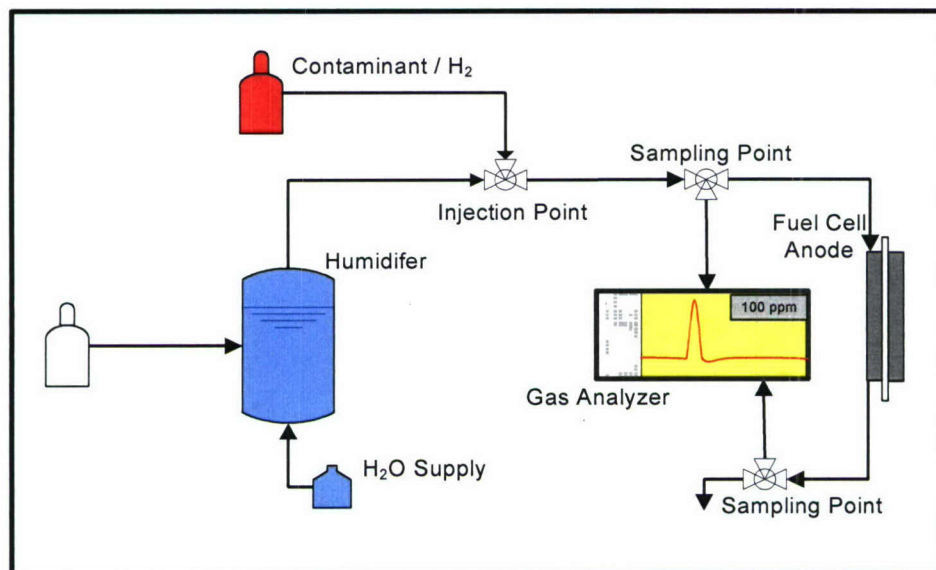 Contaminant / H₂
Sampling Point
Injection Point
Fuel Cell
Anode
Humidifer
100 ppm
Gas Analyzer
H₂O Supply
Sampling Point